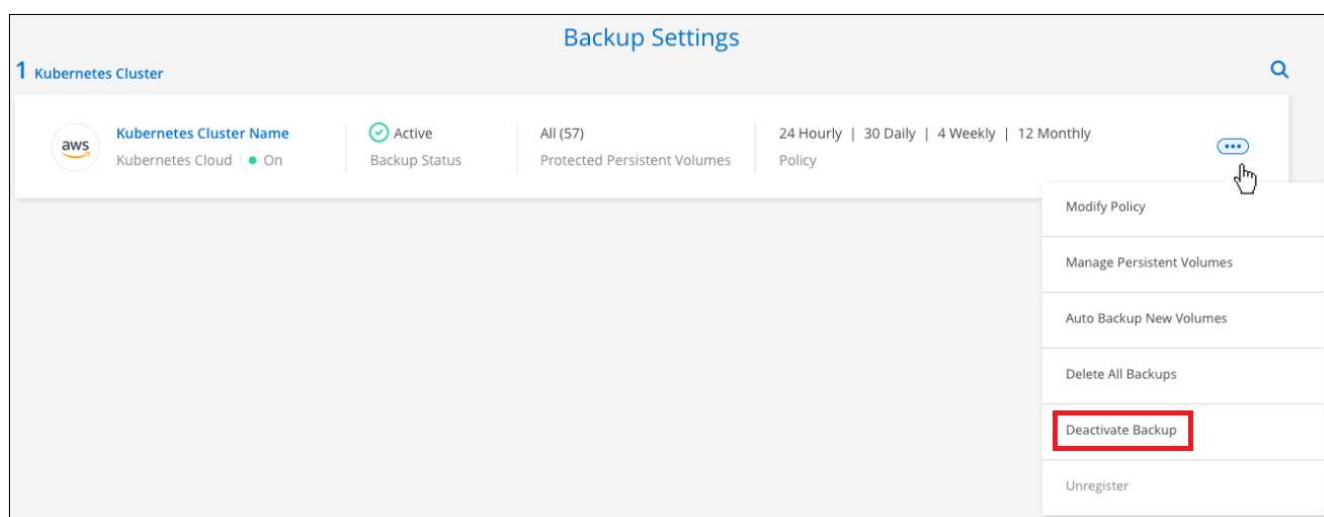 Backup Settings
1 Kubernetes Cluster
aws
Kubernetes Cluster Name
Kubernetes Cloud | On
Active
Backup Status
All (57)
Protected Persistent Volumes
24 Hourly | 30 Daily | 4 Weekly | 12 Monthly
Policy
Modify Policy
Manage Persistent Volumes
Auto Backup New Volumes
Delete All Backups
Deactivate Backup
Unregister